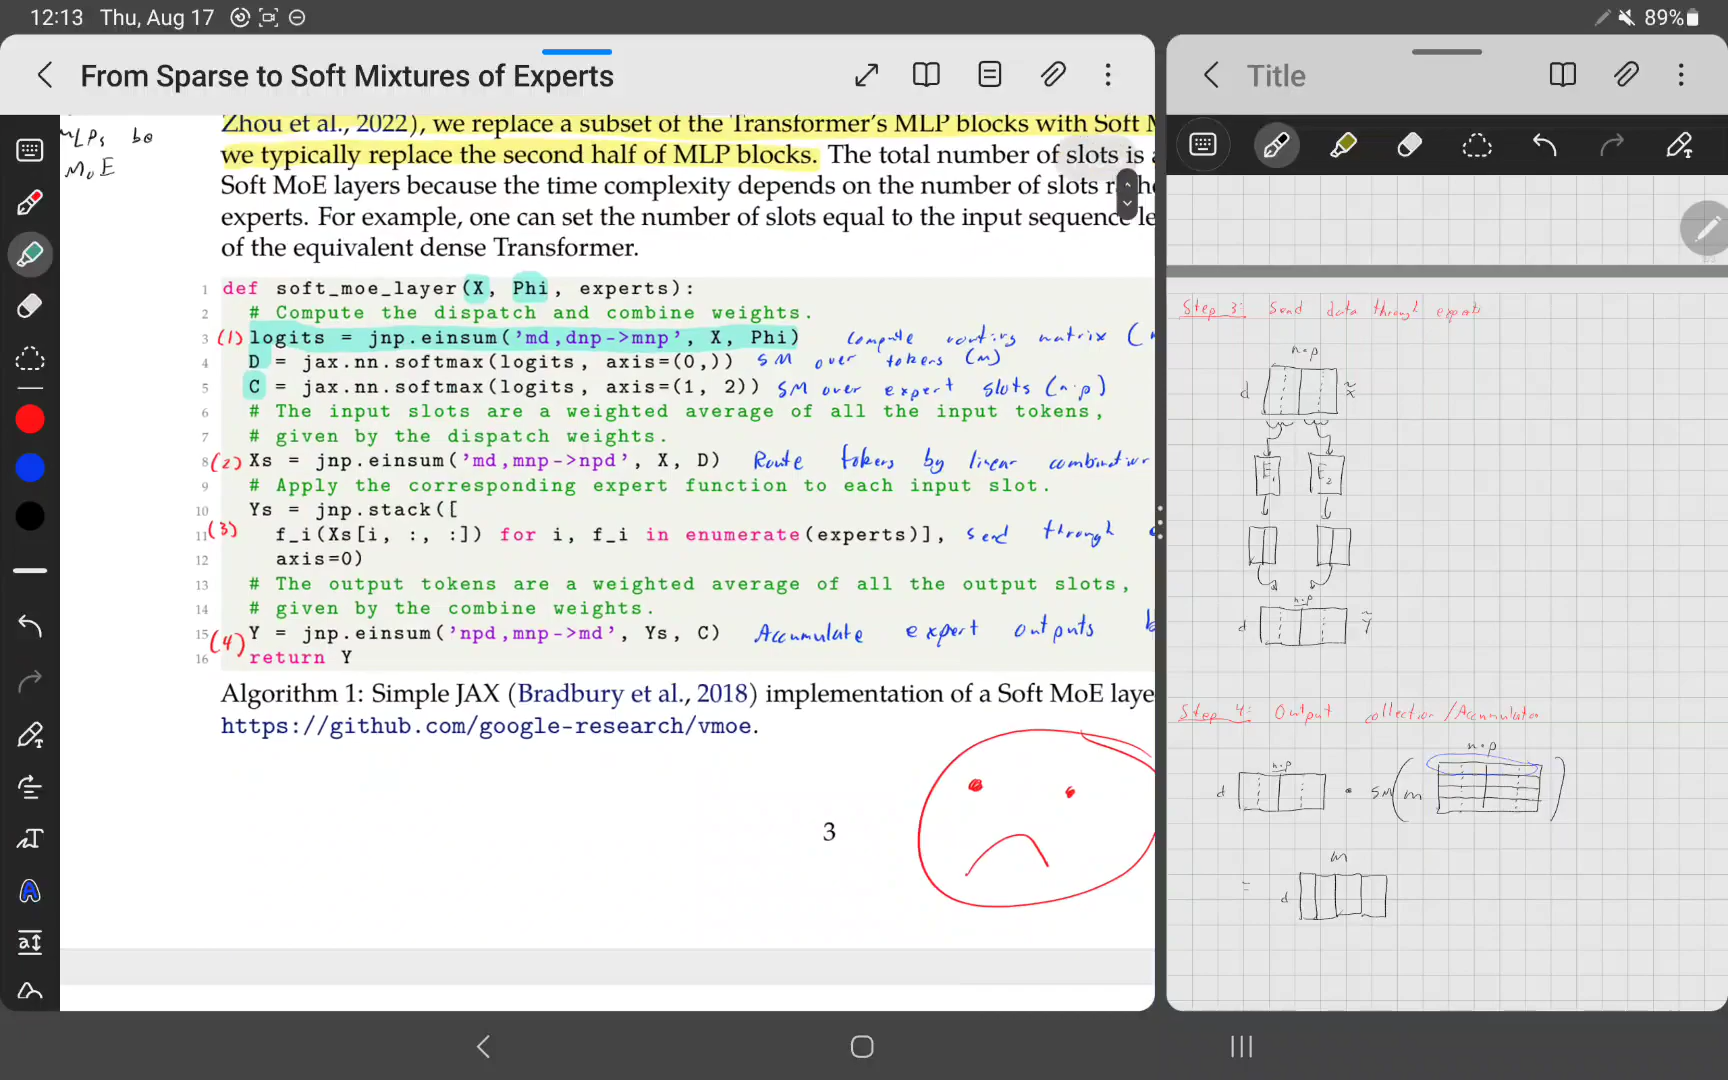 12:13 Thu, Aug 17
89%
From Sparse to Soft Mixtures of Experts
MLPs be
MoE
Zhou et al., 2022), we replace a subset of the Transformer's MLP blocks with Soft M
we typically replace the second half of MLP blocks. The total number of slots is a
Soft MoE layers because the time complexity depends on the number of slots r he
experts. For example, one can set the number of slots equal to the input sequence le
of the equivalent dense Transformer.
1 def soft_moe_layer(X, Phi, experts):
2 # Compute the dispatch and combine weights.
3 (1) logits = jnp.einsum('md,dnp->mnp', X, Phi) compute routing matrix (
4 D = jax.nn.softmax(logits, axis=(0,)) SM over tokens (m)
5 C = jax.nn.softmax(logits, axis=(1, 2)) SM over expert slots (n·p)
6 # The input slots are a weighted average of all the input tokens,
7 # given by the dispatch weights.
8 (2) Xs = jnp.einsum('md,mnp->npd', X, D) Route tokens by linear combination
9 # Apply the corresponding expert function to each input slot.
10 Ys = jnp.stack([
11 (3) f_i(Xs[i, :, :]) for i, f_i in enumerate(experts)], send through
12 axis=0)
13 # The output tokens are a weighted average of all the output slots,
14 # given by the combine weights.
15 (4) Y = jnp.einsum('npd,mnp->md', Ys, C) Accumulate expert outputs b
16 return Y
Algorithm 1: Simple JAX (Bradbury et al., 2018) implementation of a Soft MoE laye
https://github.com/google-research/vmoe.
3
Title
Step 3: Send data through experts
n·p
d X̃
E1 E2
n·p
d Ỹ
Step 4: Output collection/Accumulation
n·p n·p
d · SM( m )
m
= d